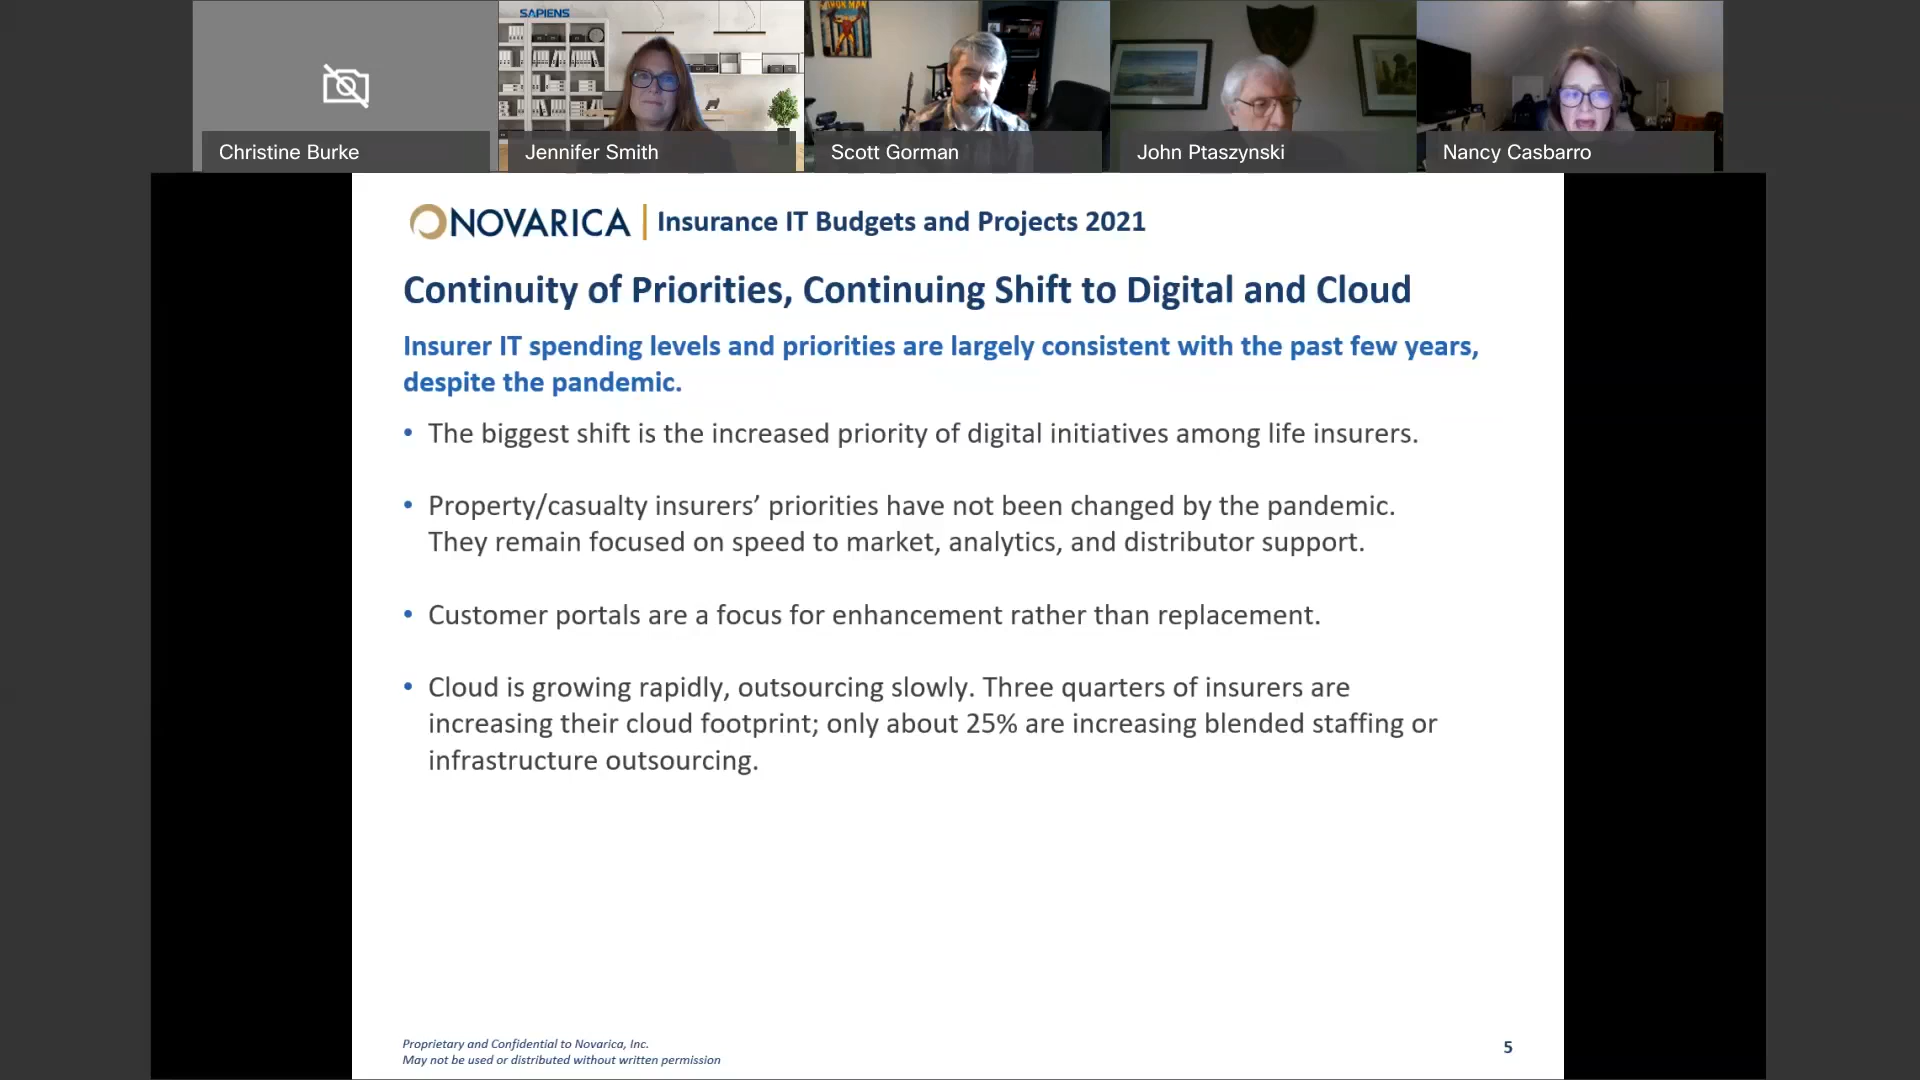 SAPIENS
IRON MAN
Christine Burke
Jennifer Smith
Scott Gorman
John Ptaszynski
Nancy Casbarro
NOVARICA | Insurance IT Budgets and Projects 2021
Continuity of Priorities, Continuing Shift to Digital and Cloud
Insurer IT spending levels and priorities are largely consistent with the past few years,
despite the pandemic.
• The biggest shift is the increased priority of digital initiatives among life insurers.
• Property/casualty insurers’ priorities have not been changed by the pandemic.
They remain focused on speed to market, analytics, and distributor support.
• Customer portals are a focus for enhancement rather than replacement.
• Cloud is growing rapidly, outsourcing slowly. Three quarters of insurers are
increasing their cloud footprint; only about 25% are increasing blended staffing or
infrastructure outsourcing.
Proprietary and Confidential to Novarica, Inc.
May not be used or distributed without written permission
5